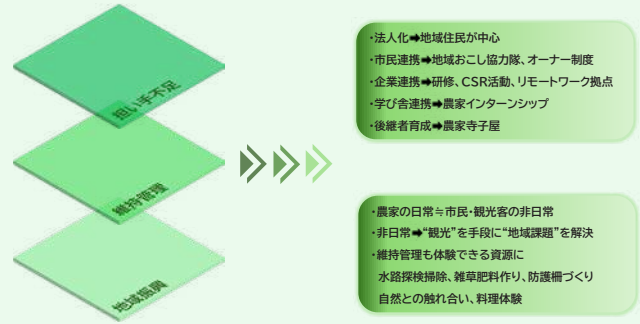 担い手不足
維持管理
地域振興
・法人化➡地域住民が中心
・市民連携➡地域おこし協力隊、オーナー制度
・企業連携➡研修、CSR活動、リモートワーク拠点
・学び舎連携➡農家インターンシップ
・後継者育成➡農家寺子屋
・農家の日常≒市民・観光客の非日常
・非日常➡“観光”を手段に“地域課題”を解決
・維持管理も体験できる資源に
水路探検掃除、雑草肥料作り、防護柵づくり
自然との触れ合い、料理体験